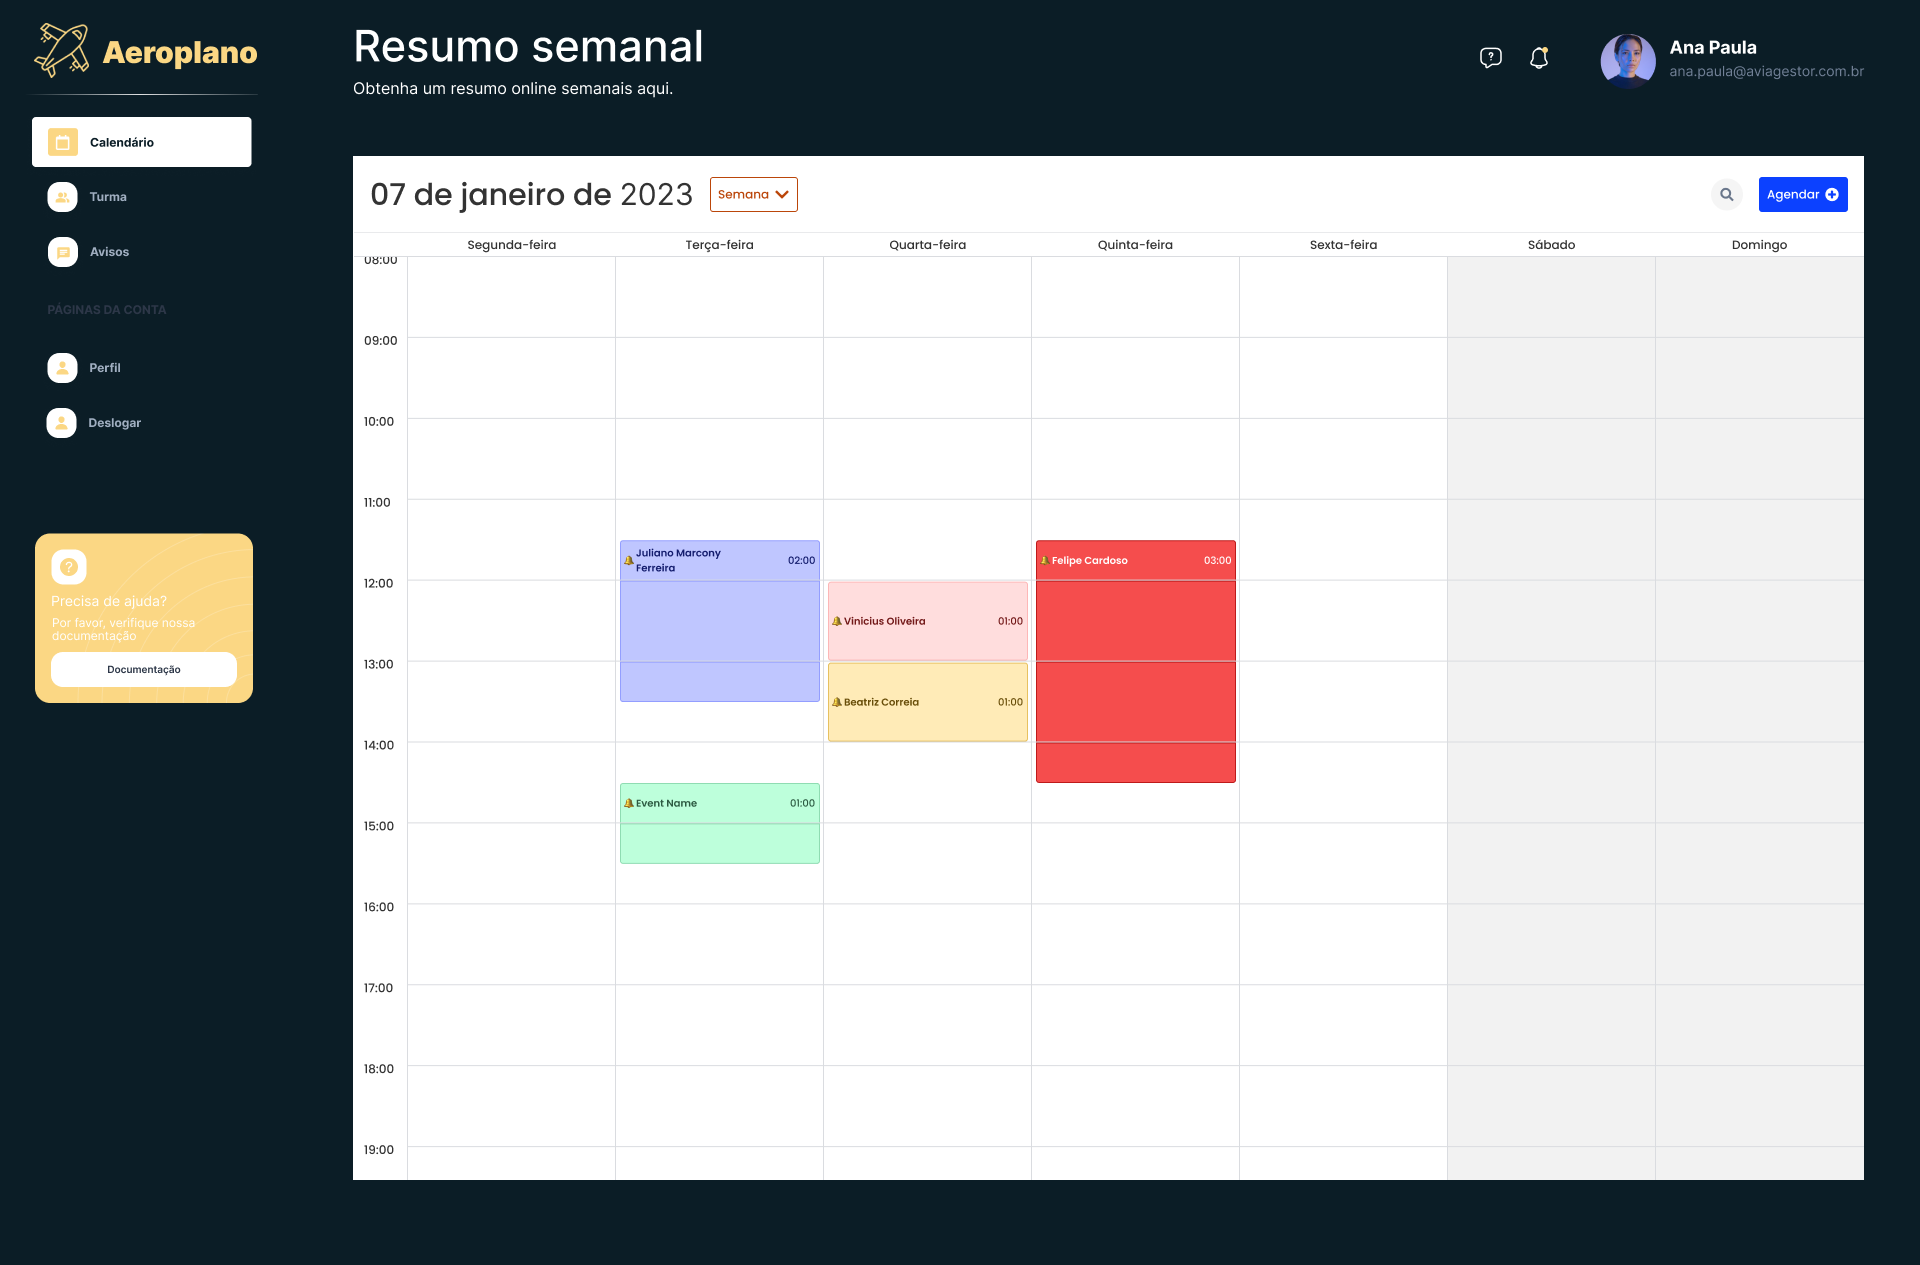 Aeroplano
Calendário
Turma
Avisos
PÁGINAS DA CONTA
Perfil
Deslogar
Precisa de ajuda?
Por favor, verifique nossa
documentação
Documentação
Resumo semanal
Obtenha um resumo online semanais aqui.
Ana Paula
ana.paula@aviagestor.com.br
07 de janeiro de 2023
Semana
Agendar
Segunda-feira Terça-feira Quarta-feira Quinta-feira Sexta-feira Sábado Domingo
08:00
09:00
10:00
11:00
Juliano Marcony
Ferreira
02:00
Felipe Cardoso 03:00
12:00
Vinicius Oliveira 01:00
13:00
Beatriz Correia 01:00
14:00
Event Name 01:00
15:00
16:00
17:00
18:00
19:00